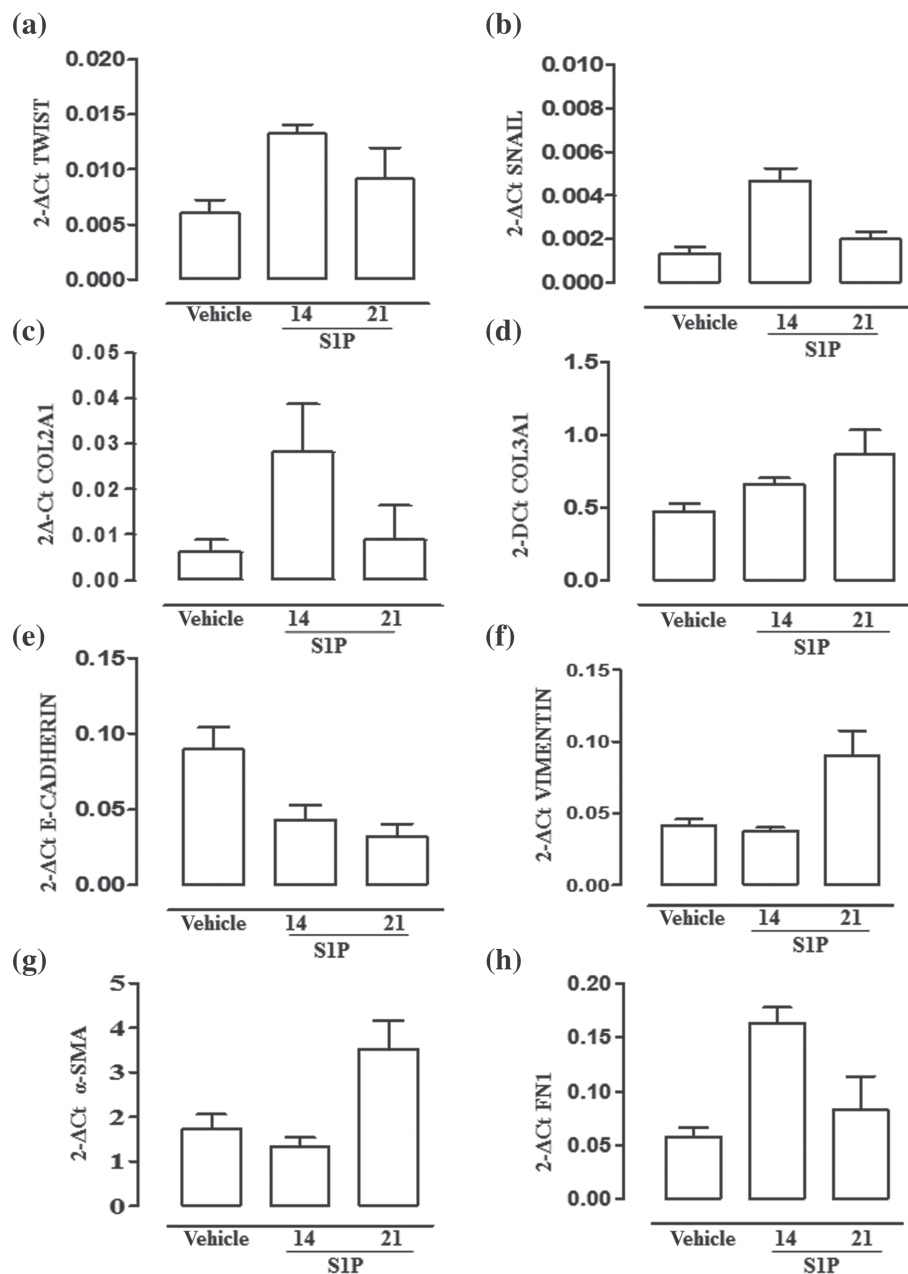 (a)
2-ΔCt TWIST
0.020
0.015
0.010
0.005
0.000
Vehicle 14 21
S1P
(b)
2-ΔCt SNAIL
0.010
0.008
0.006
0.004
0.002
0.000
Vehicle 14 21
S1P
(c)
2Δ-Ct COL2A1
0.05
0.04
0.03
0.02
0.01
0.00
Vehicle 14 21
S1P
(d)
2-DCt COL3A1
1.5
1.0
0.5
0.0
Vehicle 14 21
S1P
(e)
2-ΔCt E-CADHERIN
0.15
0.10
0.05
0.00
Vehicle 14 21
S1P
(f)
2-ΔCt VIMENTIN
0.15
0.10
0.05
0.00
Vehicle 14 21
S1P
(g)
2-ΔCt α-SMA
5
4
3
2
1
0
Vehicle 14 21
S1P
(h)
2-ΔCt FN1
0.20
0.15
0.10
0.05
0.00
Vehicle 14 21
S1P